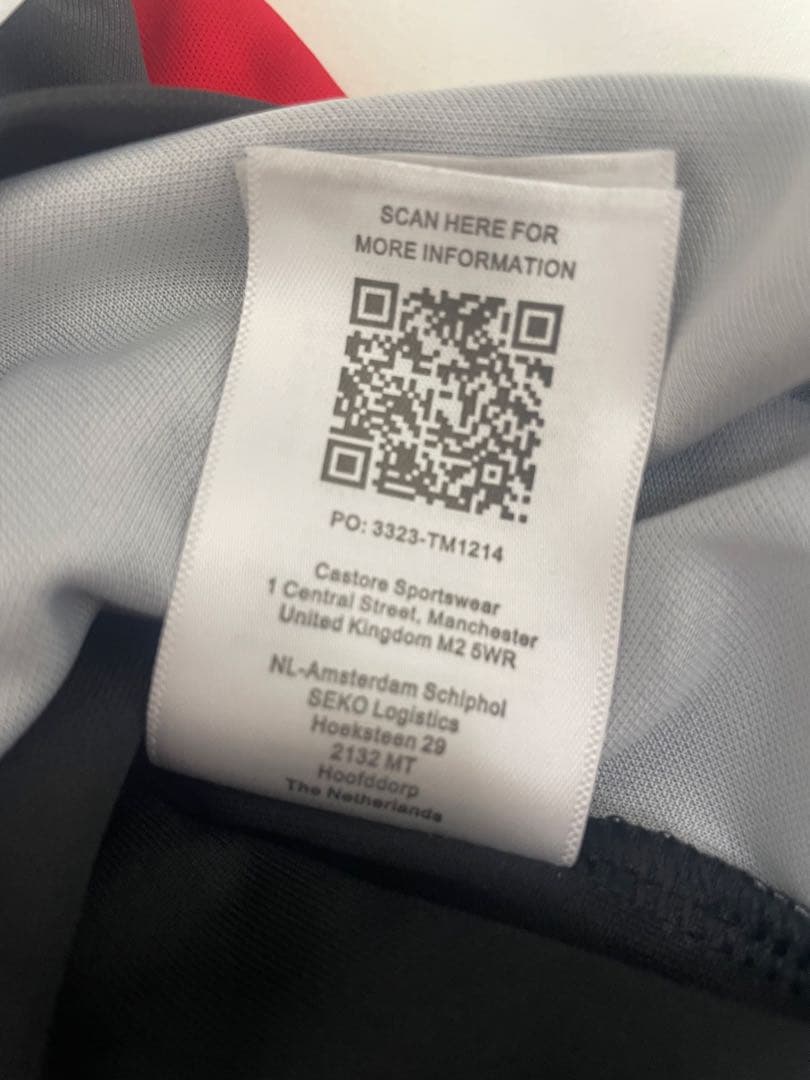 SCAN HERE FOR
MORE INFORMATION
PO: 3323-TM1214
Castore Sportswear
1 Central Street, Manchester
United Kingdom M2 5WR
NL-Amsterdam Schiphol
SEKO Logistics
Hoeksteen 29
2132 MT
Hoofddorp
The Netherlands